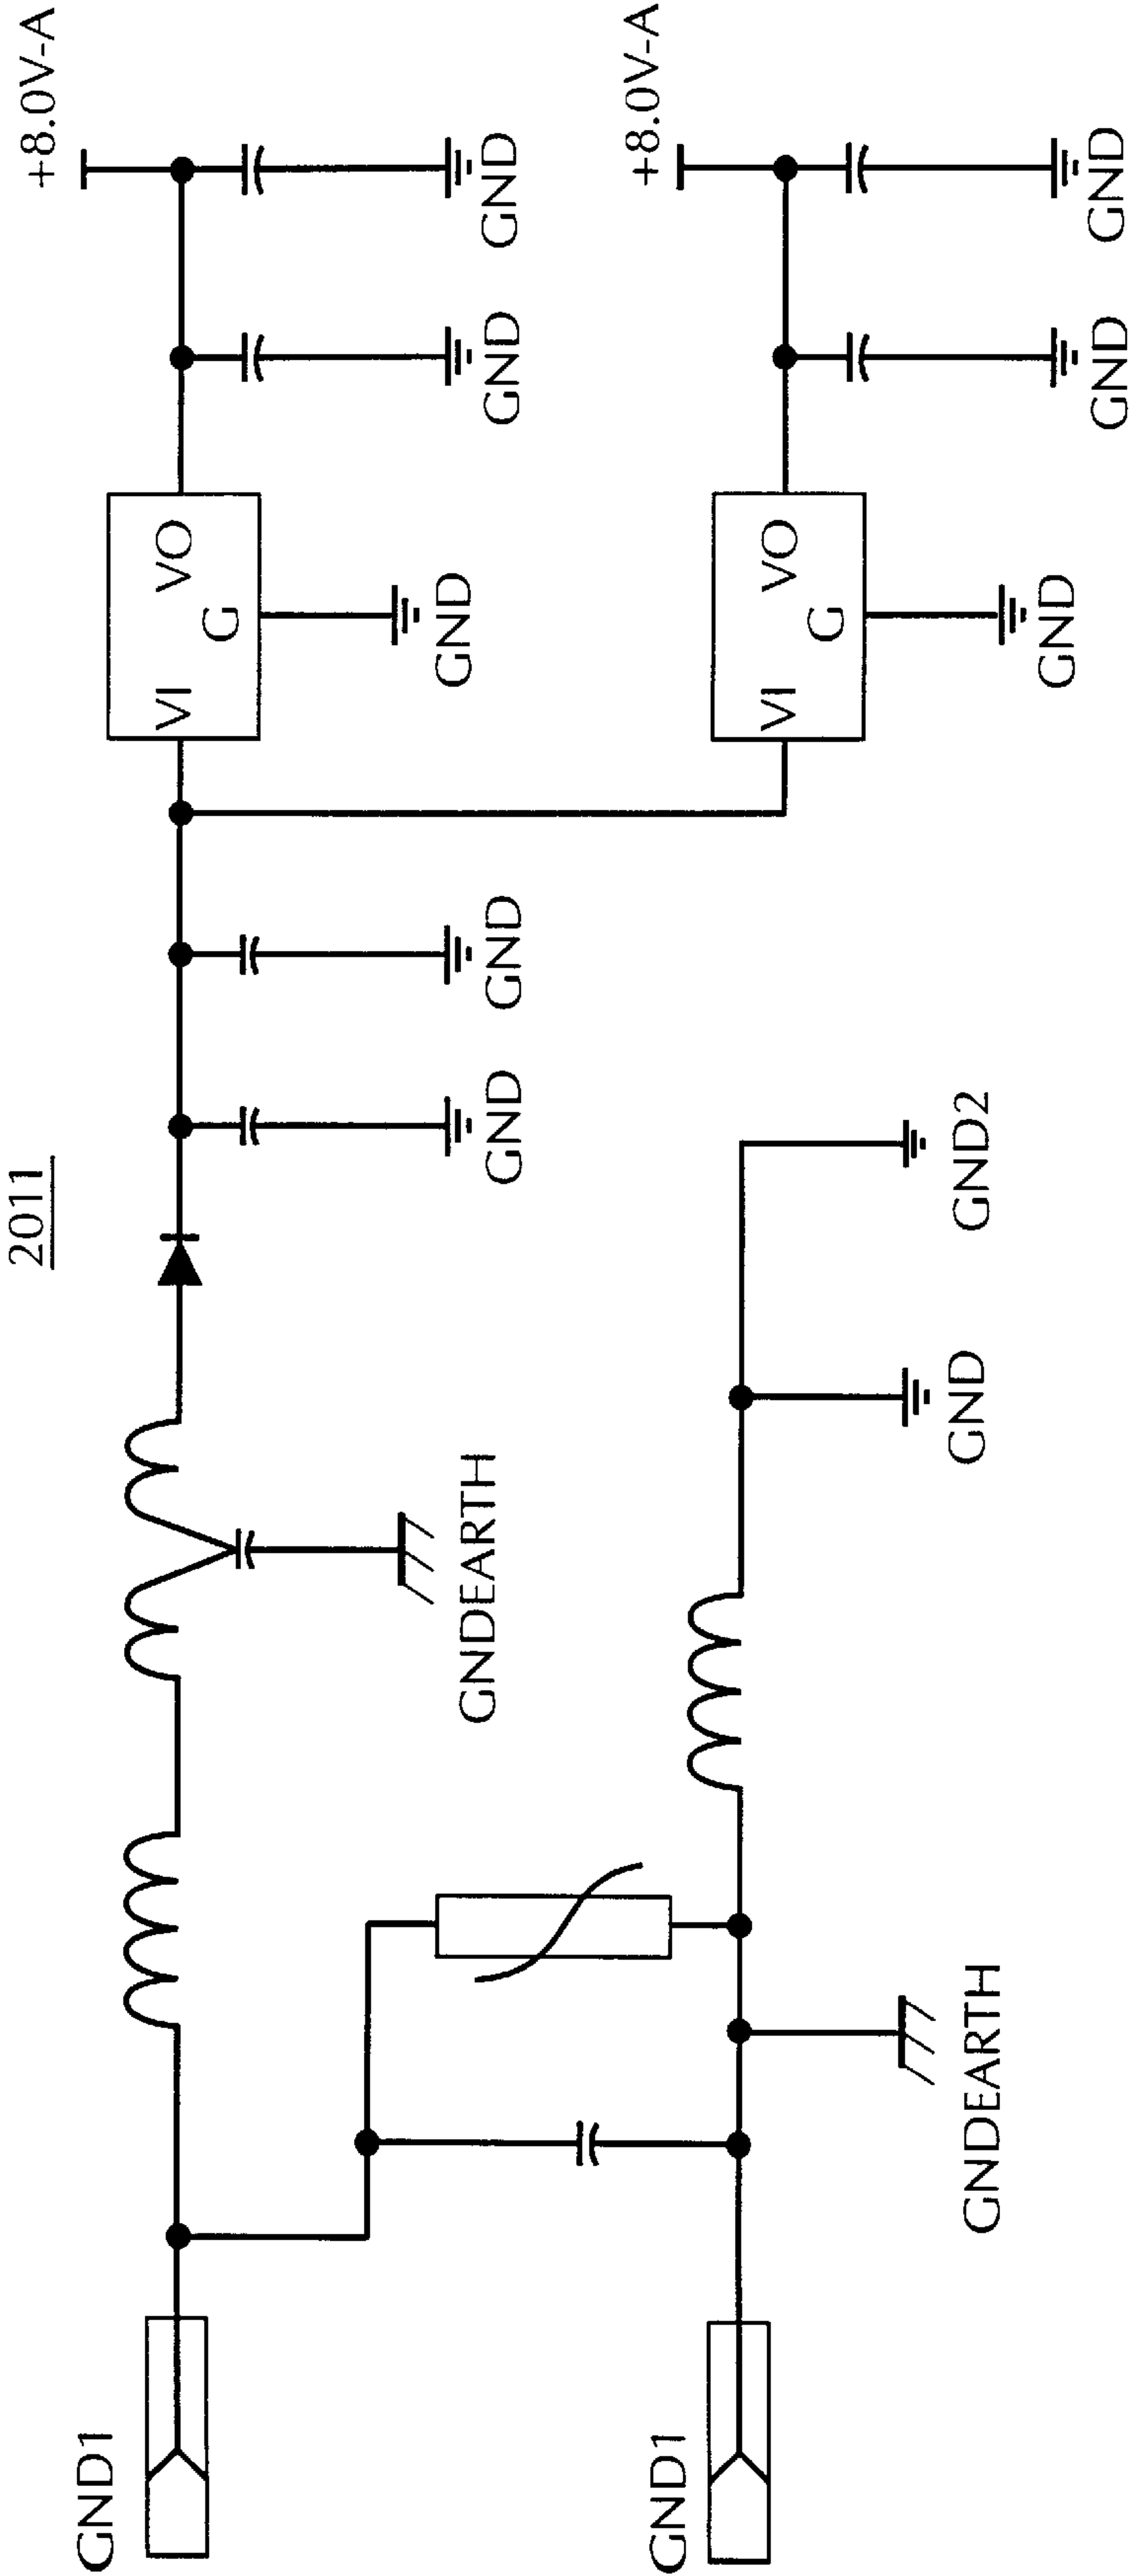 2011
+8.0V-A
VI
VO
G
GND
GND
GND
GND
GND
GNDEARTH
GND1
+8.0V-A
VI
VO
G
GND
GND
GND
GND
GND2
GNDEARTH
GND1